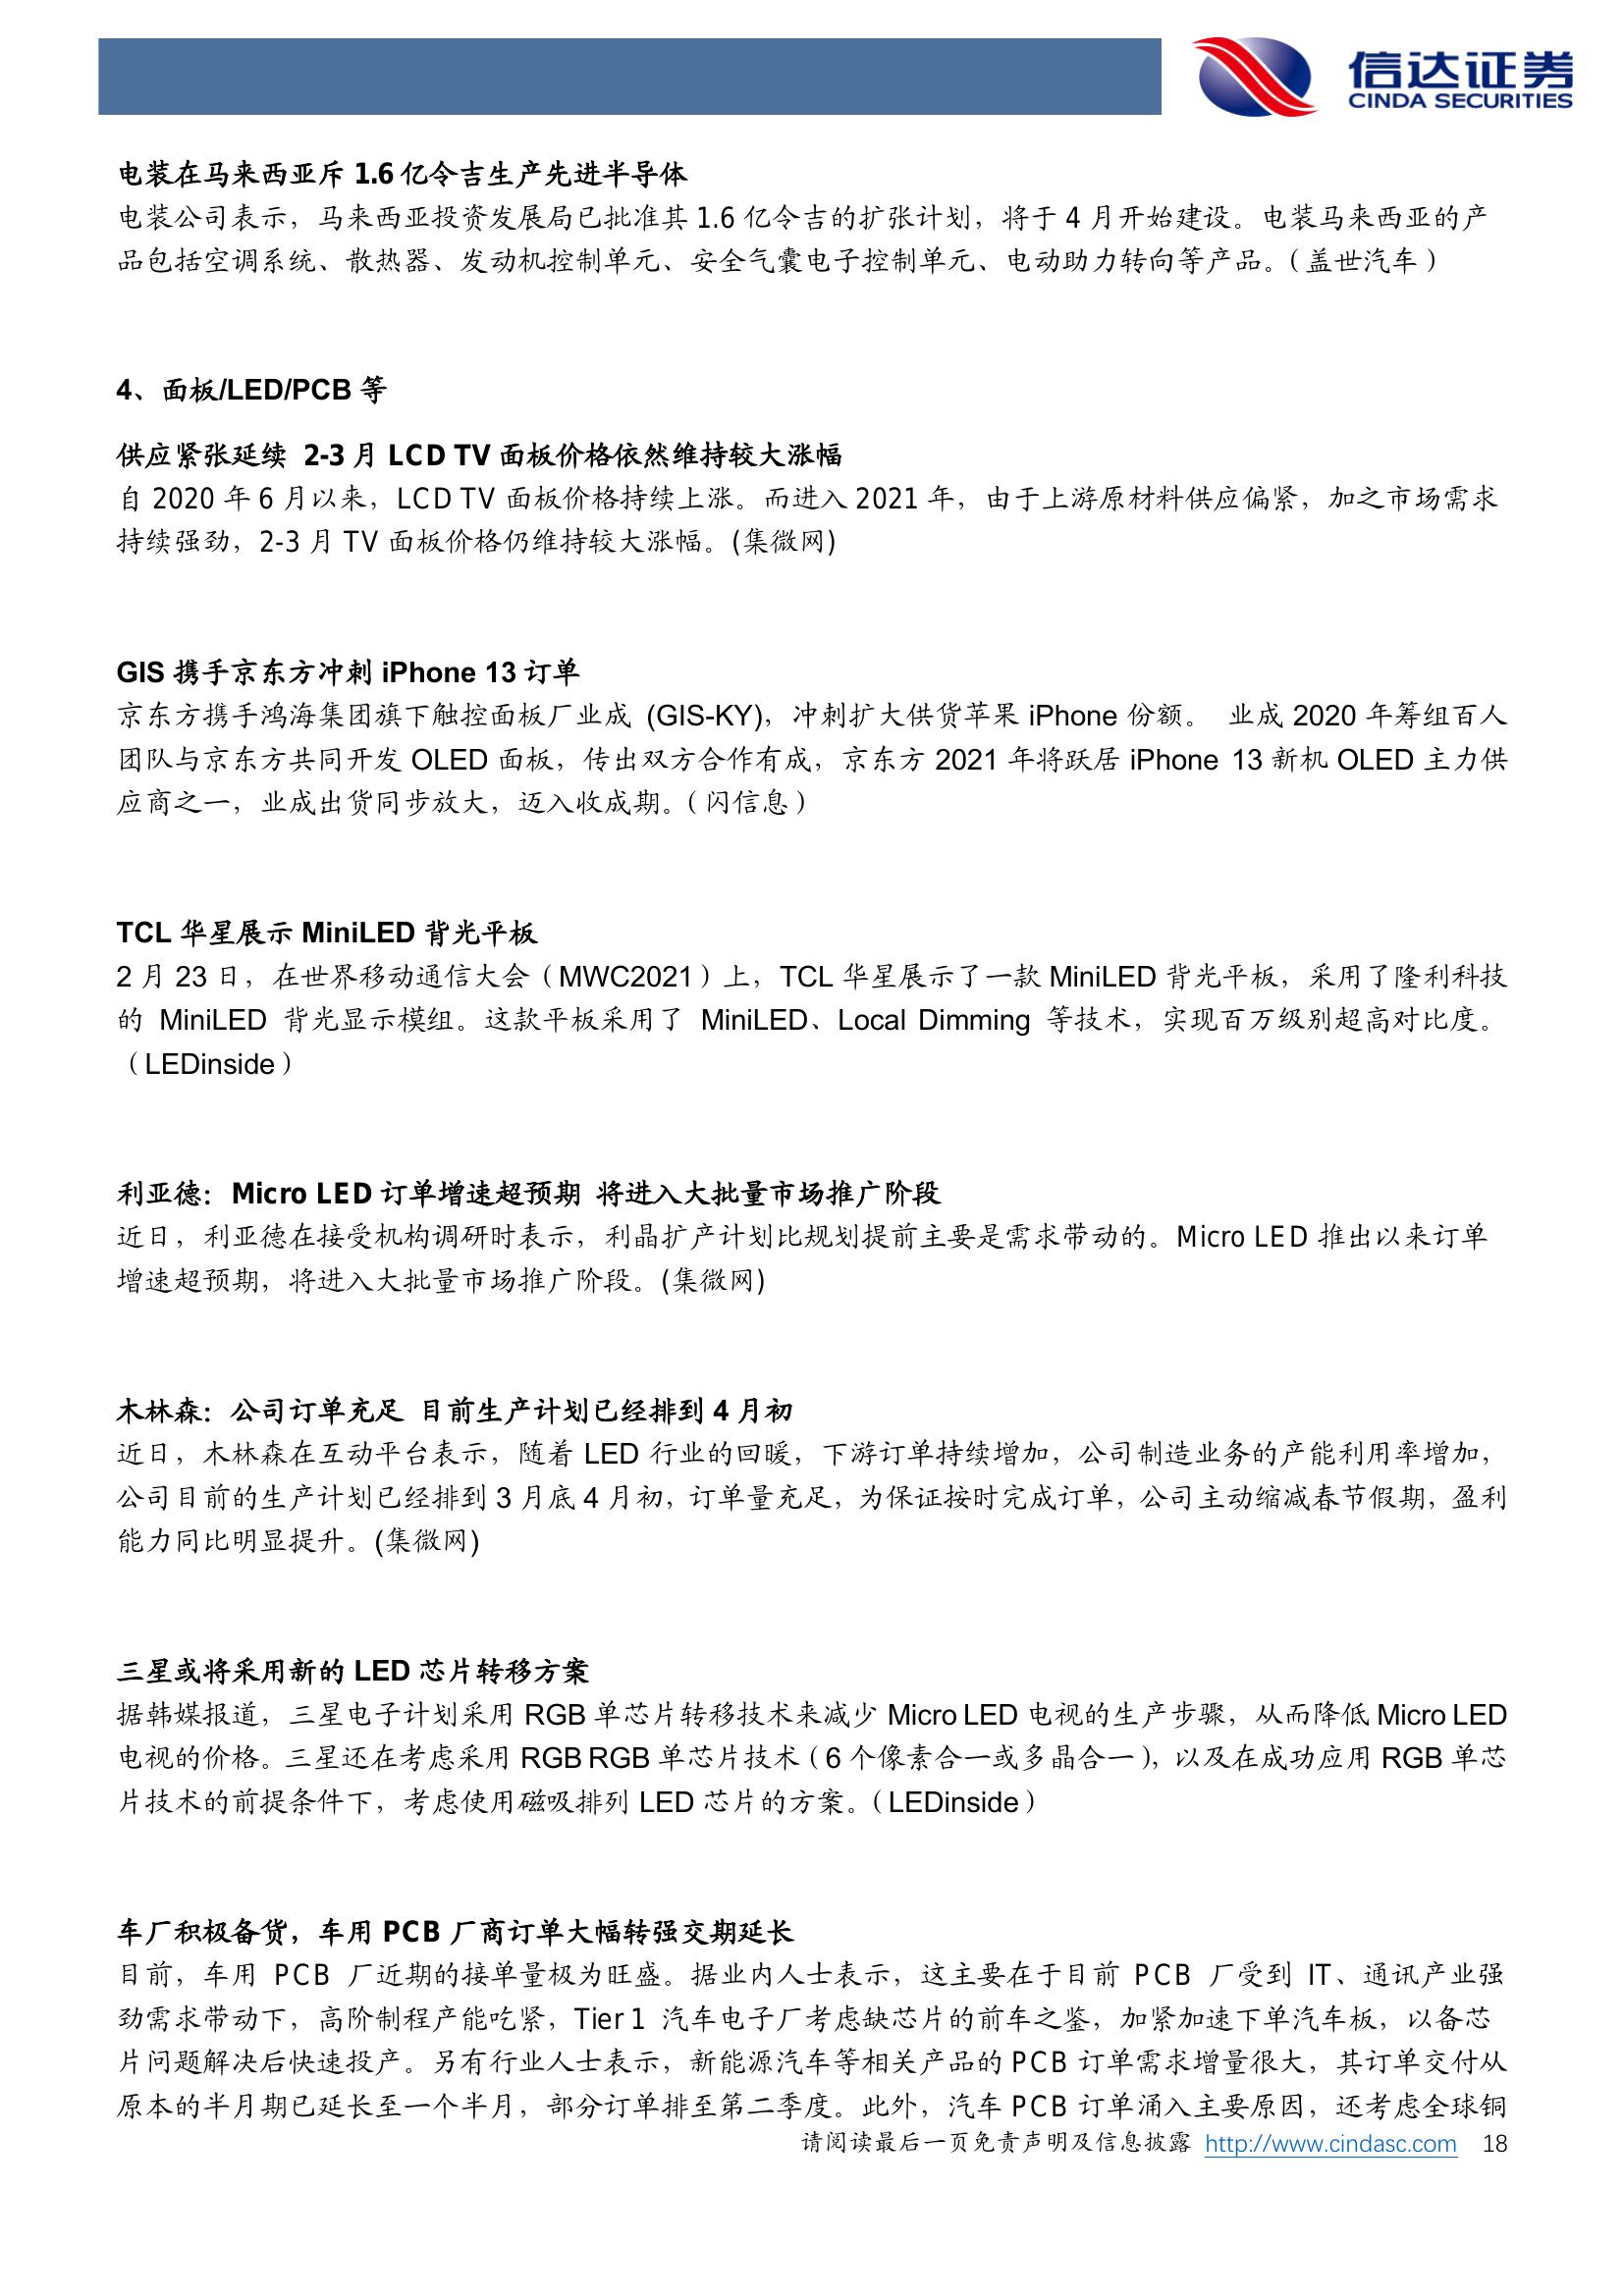 信达证券
CINDA SECURITIES
电装在马来西亚斥 1.6 亿令吉生产先进半导体
电装公司表示，马来西亚投资发展局已批准其 1.6 亿令吉的扩张计划，将于 4 月开始建设。电装马来西亚的产
品包括空调系统、散热器、发动机控制单元、安全气囊电子控制单元、电动助力转向等产品。（盖世汽车）
4、面板/LED/PCB 等
供应紧张延续 2-3 月 LCD TV 面板价格依然维持较大涨幅
自 2020 年 6 月以来，LCD TV 面板价格持续上涨。而进入 2021 年，由于上游原材料供应偏紧，加之市场需求
持续强劲，2-3 月 TV 面板价格仍维持较大涨幅。(集微网)
GIS 携手京东方冲刺 iPhone 13 订单
京东方携手鸿海集团旗下触控面板厂业成 (GIS-KY)，冲刺扩大供货苹果 iPhone 份额。 业成 2020 年筹组百人
团队与京东方共同开发 OLED 面板，传出双方合作有成，京东方 2021 年将跃居 iPhone 13 新机 OLED 主力供
应商之一，业成出货同步放大，迈入收成期。（闪信息）
TCL 华星展示 MiniLED 背光平板
2 月 23 日，在世界移动通信大会（MWC2021）上，TCL 华星展示了一款 MiniLED 背光平板，采用了隆利科技
的 MiniLED 背光显示模组。这款平板采用了 MiniLED、Local Dimming 等技术，实现百万级别超高对比度。
（LEDinside）
利亚德：Micro LED 订单增速超预期 将进入大批量市场推广阶段
近日，利亚德在接受机构调研时表示，利晶扩产计划比规划提前主要是需求带动的。Micro LED 推出以来订单
增速超预期，将进入大批量市场推广阶段。(集微网)
木林森：公司订单充足 目前生产计划已经排到 4 月初
近日，木林森在互动平台表示，随着 LED 行业的回暖，下游订单持续增加，公司制造业务的产能利用率增加，
公司目前的生产计划已经排到 3 月底 4 月初，订单量充足，为保证按时完成订单，公司主动缩减春节假期，盈利
能力同比明显提升。(集微网)
三星或将采用新的 LED 芯片转移方案
据韩媒报道，三星电子计划采用 RGB 单芯片转移技术来减少 Micro LED 电视的生产步骤，从而降低 Micro LED
电视的价格。三星还在考虑采用 RGB RGB 单芯片技术（6 个像素合一或多晶合一），以及在成功应用 RGB 单芯
片技术的前提条件下，考虑使用磁吸排列 LED 芯片的方案。（LEDinside）
车厂积极备货，车用 PCB 厂商订单大幅转强交期延长
目前，车用 PCB 厂近期的接单量极为旺盛。据业内人士表示，这主要在于目前 PCB 厂受到 IT、通讯产业强
劲需求带动下，高阶制程产能吃紧，Tier 1 汽车电子厂考虑缺芯片的前车之鉴，加紧加速下单汽车板，以备芯
片问题解决后快速投产。另有行业人士表示，新能源汽车等相关产品的 PCB 订单需求增量很大，其订单交付从
原本的半月期已延长至一个半月，部分订单排至第二季度。此外，汽车 PCB 订单涌入主要原因，还考虑全球铜
请阅读最后一页免责声明及信息披露 http://www.cindasc.com 18